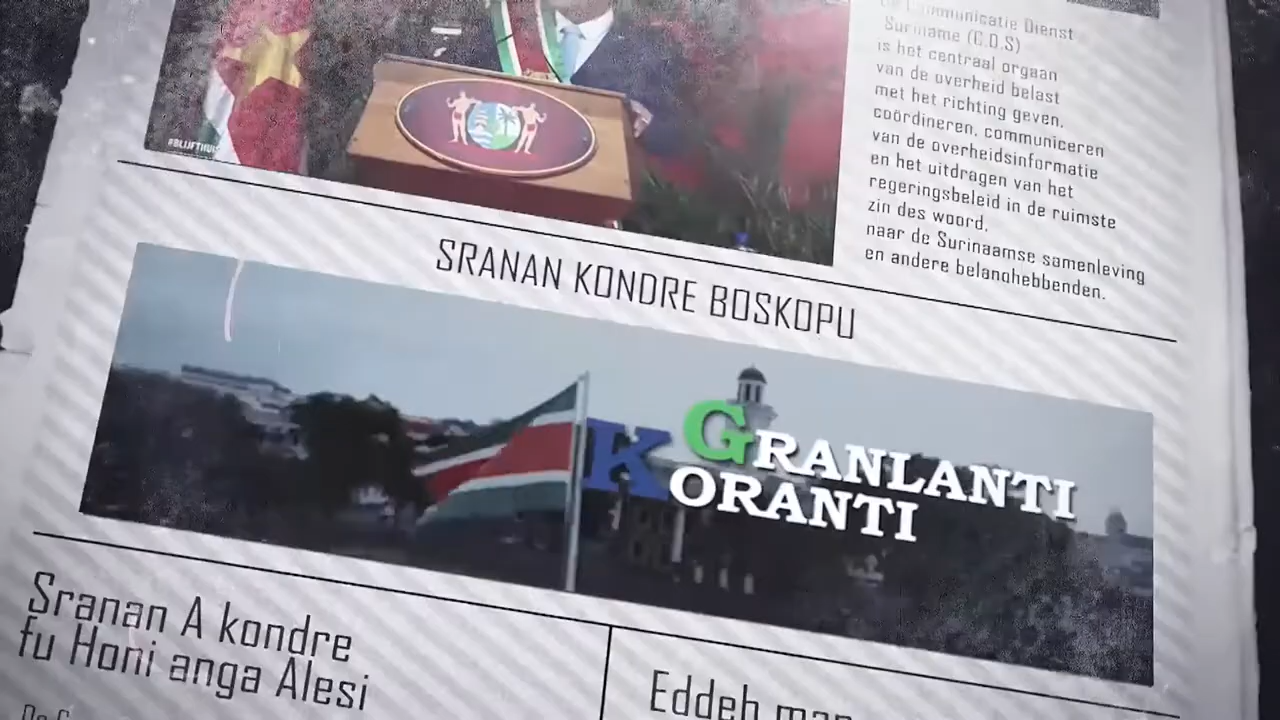 De Communicatie Dienst
Suriname (C.D.S)
is het centraal orgaan
van de overheid belast
met het richting geven,
coördineren, communiceren
van de overheidsinformatie
en het uitdragen van het
regeringsbeleid in de ruimste
zin des woord,
naar de Surinaamse samenleving
en andere belanghebbenden.
SRANAN KONDRE BOSKOPU
GRANLANTI
KORANTI
Sranan A kondre
fu Honi anga Alesi
Eddeh man